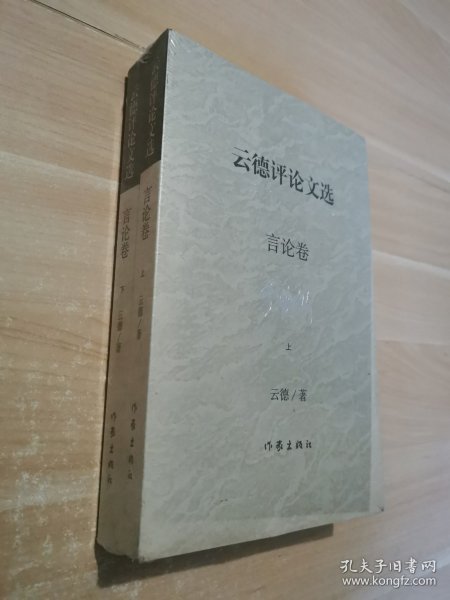 云德评论文选
言论卷
上
云德/著
作家出版社
云德评论文选
言论卷
上
云德/著
作家出版社
云德评论文选
言论卷
下
云德/著
作家出版社
孔夫子旧书网
www.kongfz.com